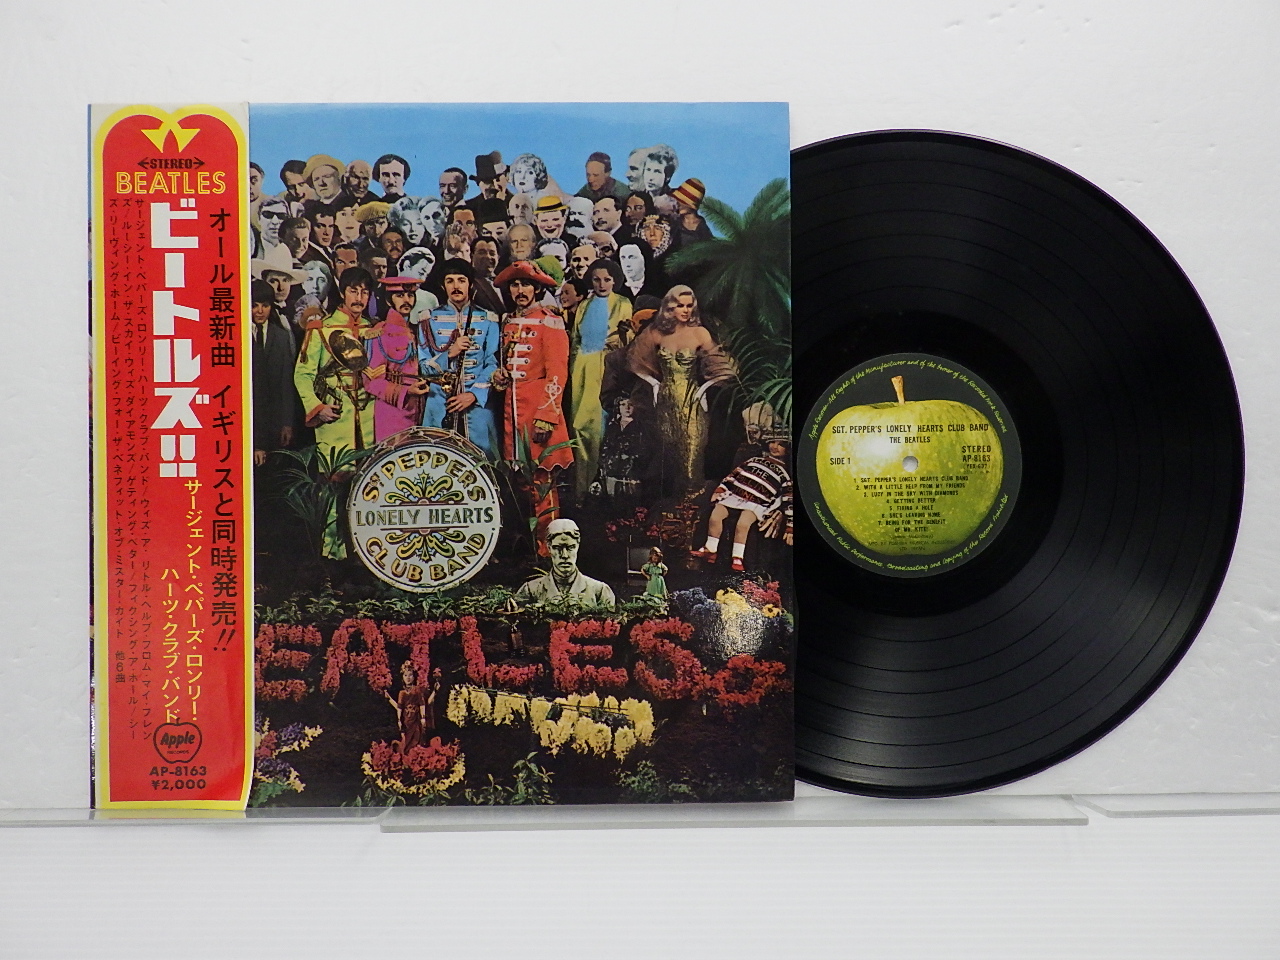 STEREO
BEATLES
ビートルズ!!
オール最新曲 イギリスと同時発売!!
サージェント・ペパーズ・ロンリー・
ハーツ・クラブ・バンド
サージェント・ペパーズ・ロンリー・ハーツ・クラブ・バンド/ウィズ・ア・リトル・ヘルプ・フロム・マイ・フレン
ズ/ルーシー・イン・ザ・スカイ・ウィズ・ダイアモンズ/ゲティング・ベター/フィクシング・ア・ホール/シー
ズ・リーヴィング・ホーム/ビーイング・フォー・ザ・ベネフィット・オブ・ミスター・カイト 他6曲
Apple
RECORDS
AP-8163
¥2,000
WELCOME
THE
SGT PEPPERS
LONELY HEARTS
CLUB BAND
EATLES
SGT. PEPPER'S LONELY HEARTS CLUB BAND
THE BEATLES
SIDE 1
STEREO
AP-8163
1. SGT. PEPPER'S LONELY HEARTS CLUB BAND
2. WITH A LITTLE HELP FROM MY FRIENDS
3. LUCY IN THE SKY WITH DIAMONDS
4. GETTING BETTER
5. FIXING A HOLE
6. SHE'S LEAVING HOME
7. BEING FOR THE BENEFIT
OF MR. KITE!